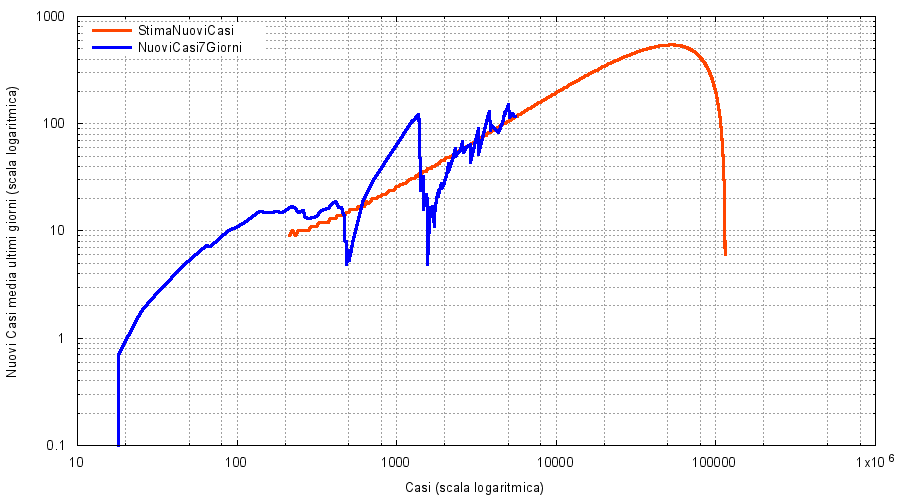 1000
100
10
1
0.1
StimaNuoviCasi
NuoviCasi7Giorni
Nuovi Casi media ultimi giorni (scala logaritmica)
10 100 1000 10000 100000 1x10 6
Casi (scala logaritmica)